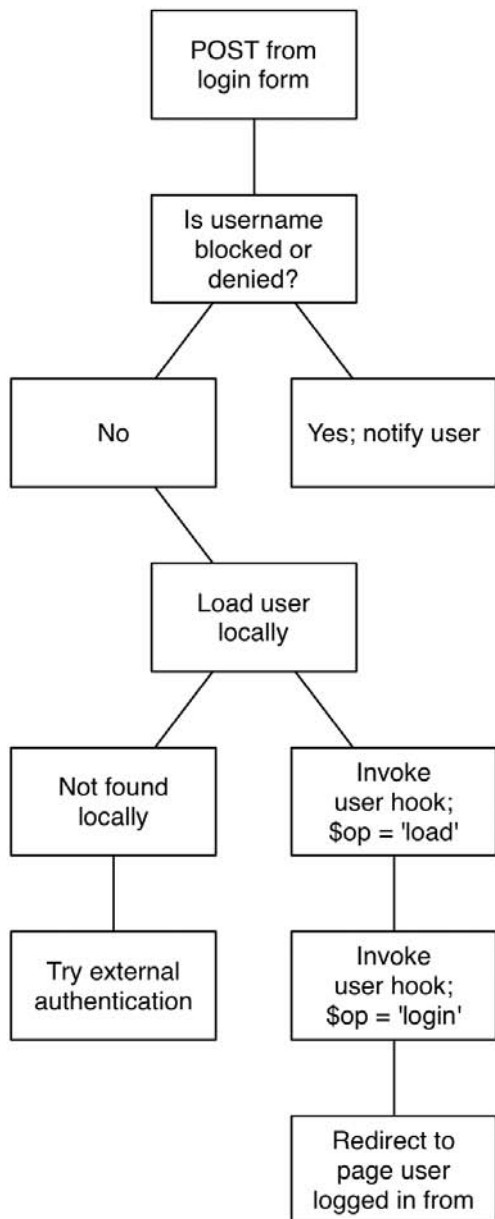 POST from
login form
Is username
blocked or
denied?
No
Yes; notify user
Load user
locally
Not found
locally
Invoke
user hook;
$op = 'load'
Try external
authentication
Invoke
user hook;
$op = 'login'
Redirect to
page user
logged in from